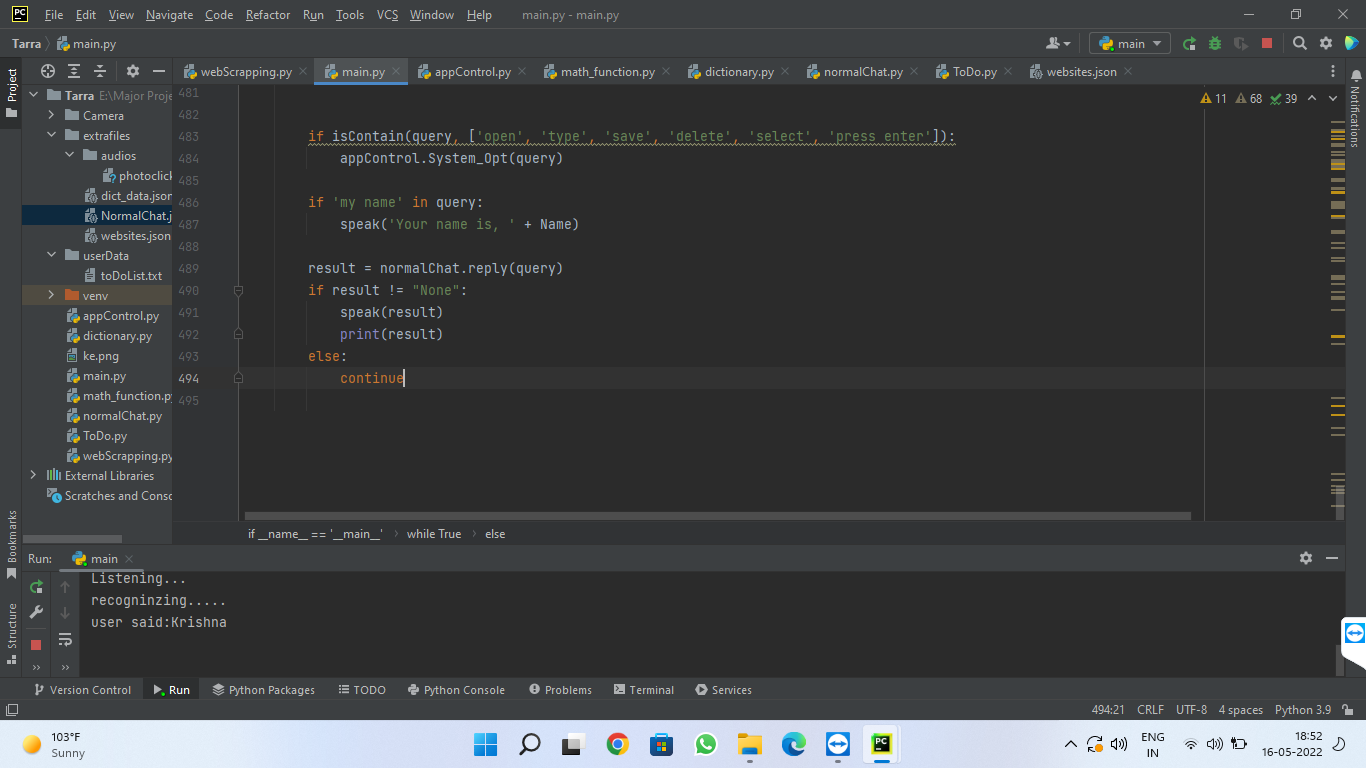 PC File Edit View Navigate Code Refactor Run Tools VCS Window Help main.py - main.py
Tarra main.py main
Project webScrapping.py main.py appControl.py math_function.py dictionary.py normalChat.py ToDo.py websites.json Notifications
Tarra E:\Major Proje
Camera
extrafiles
audios
photoclick
dict_data.json
NormalChat.j
websites.json
userData
toDoList.txt
venv
appControl.py
dictionary.py
ke.png
main.py
math_function.py
normalChat.py
ToDo.py
webScrapping.py
External Libraries
Scratches and Consc
11 68 39
481
482
483 if isContain(query, ['open', 'type', 'save', 'delete', 'select', 'press enter']):
484 appControl.System_Opt(query)
485
486 if 'my name' in query:
487 speak('Your name is, ' + Name)
488
489 result = normalChat.reply(query)
490 if result != "None":
491 speak(result)
492 print(result)
493 else:
494 continue
495
if __name__ == '__main__' while True else
Bookmarks
Structure
Run: main
Listening...
recogninzing.....
user said:Krishna
Version Control Run Python Packages TODO Python Console Problems Terminal Services
494:21 CRLF UTF-8 4 spaces Python 3.9
103°F
Sunny
PC
ENG
IN
18:52
16-05-2022